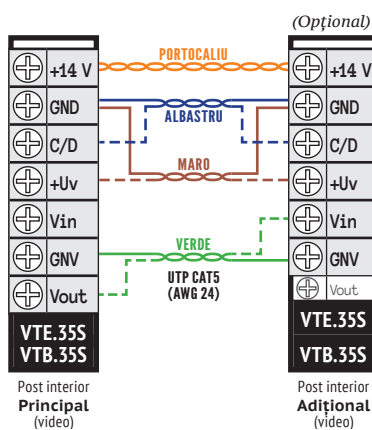 (Opțional)
PORTOCALIU
+14 V
+14 V
GND
GND
ALBASTRU
C/D
C/D
MARO
+Uv
+Uv
Vin
Vin
VERDE
GNV
GNV
UTP CAT5
(AWG 24)
Vout
Vout
VTE.35S
VTB.35S
VTE.35S
VTB.35S
Post interior
Principal
(video)
Post interior
Adițional
(video)